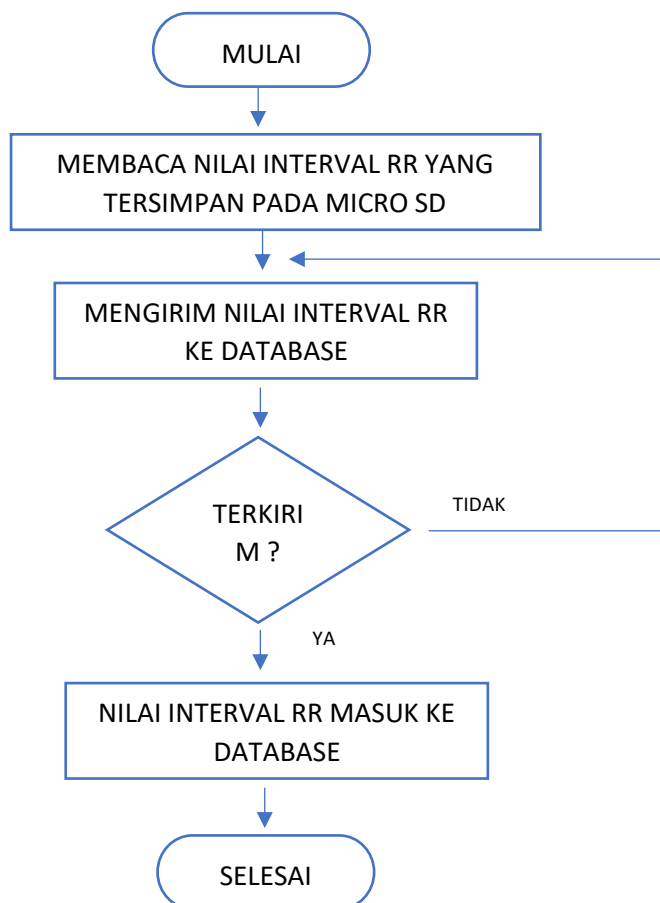 MULAI
MEMBACA NILAI INTERVAL RR YANG
TERSIMPAN PADA MICRO SD
MENGIRIM NILAI INTERVAL RR
KE DATABASE
TERKIRI
M ?
TIDAK
YA
NILAI INTERVAL RR MASUK KE
DATABASE
SELESAI